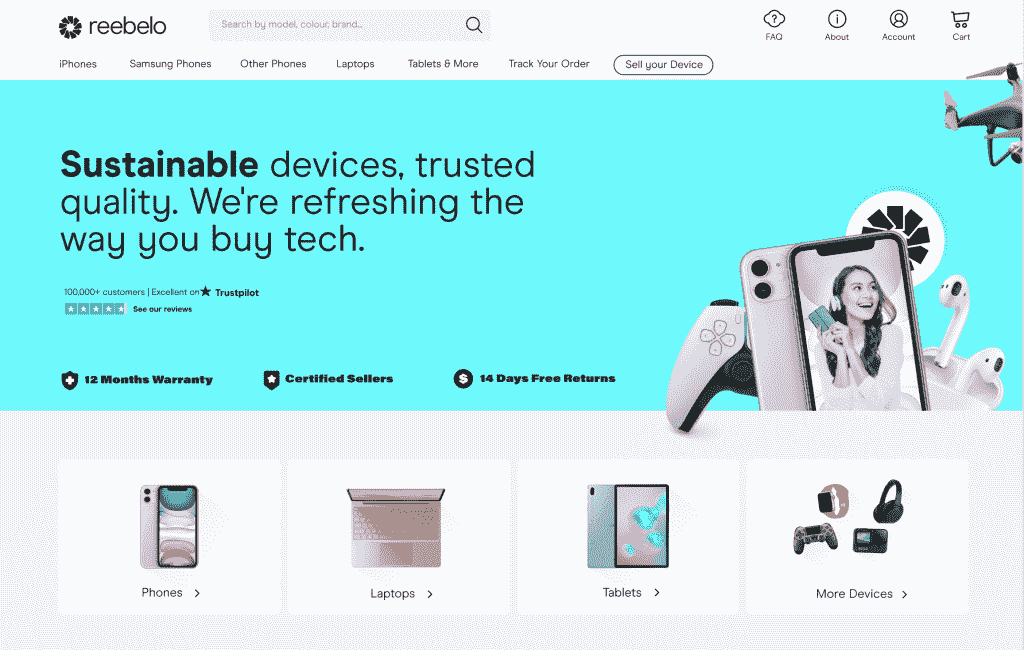 reebelo
Search by model, colour, brand...
FAQ
About
Account
Cart
iPhones
Samsung Phones
Other Phones
Laptops
Tablets & More
Track Your Order
Sell your Device
Sustainable devices, trusted
quality. We're refreshing the
way you buy tech.
100,000+ customers | Excellent on ★ Trustpilot
See our reviews
12 Months Warranty
Certified Sellers
14 Days Free Returns
Phones
Laptops
Tablets
More Devices